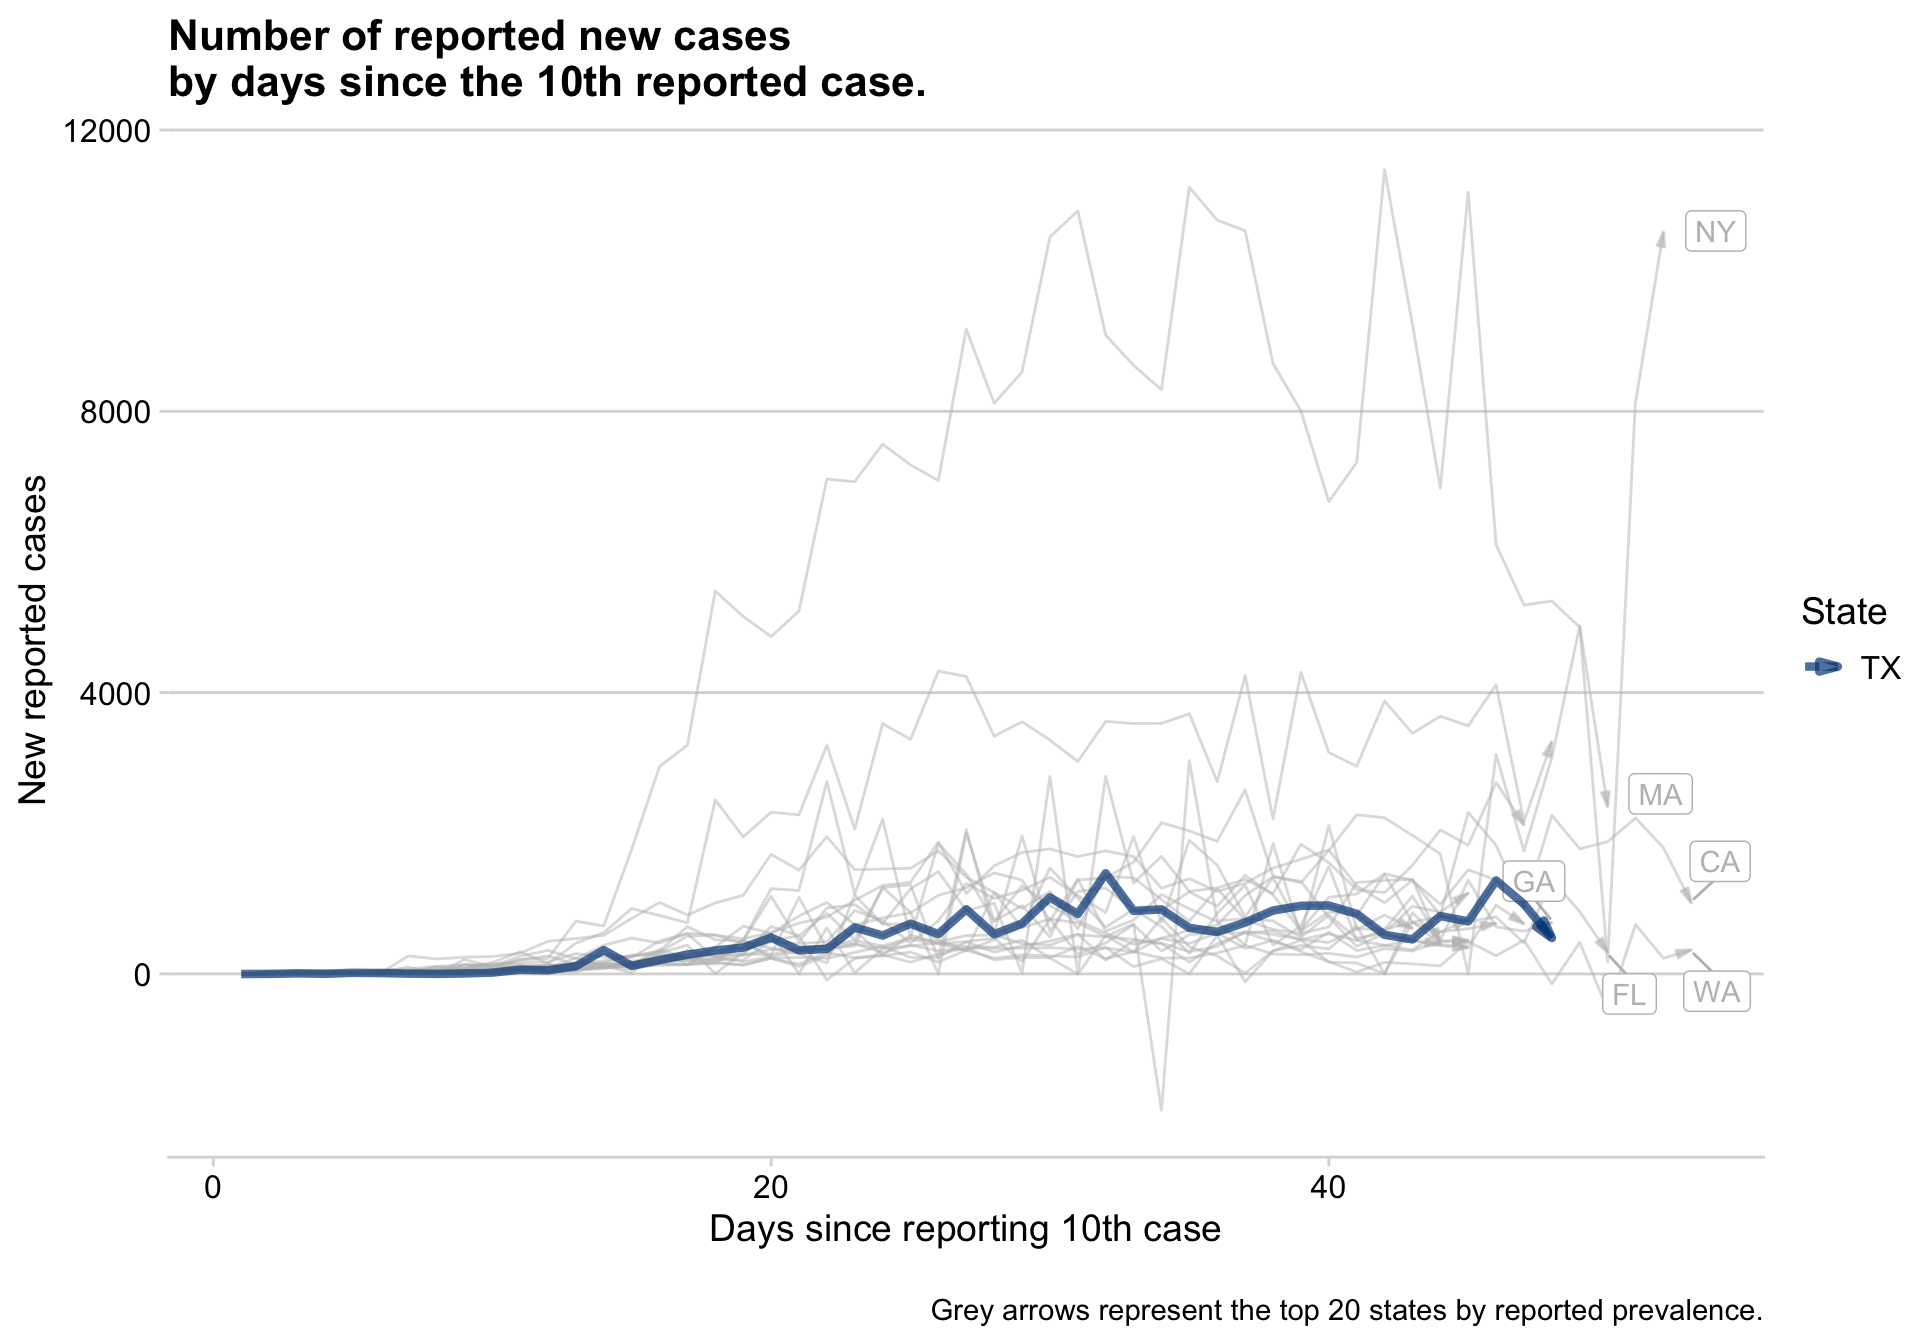 Number of reported new cases
by days since the 10th reported case.
12000
8000
4000
0
New reported cases
NY
MA
CA
GA
FL
WA
State
TX
0
20
40
Days since reporting 10th case
Grey arrows represent the top 20 states by reported prevalence.